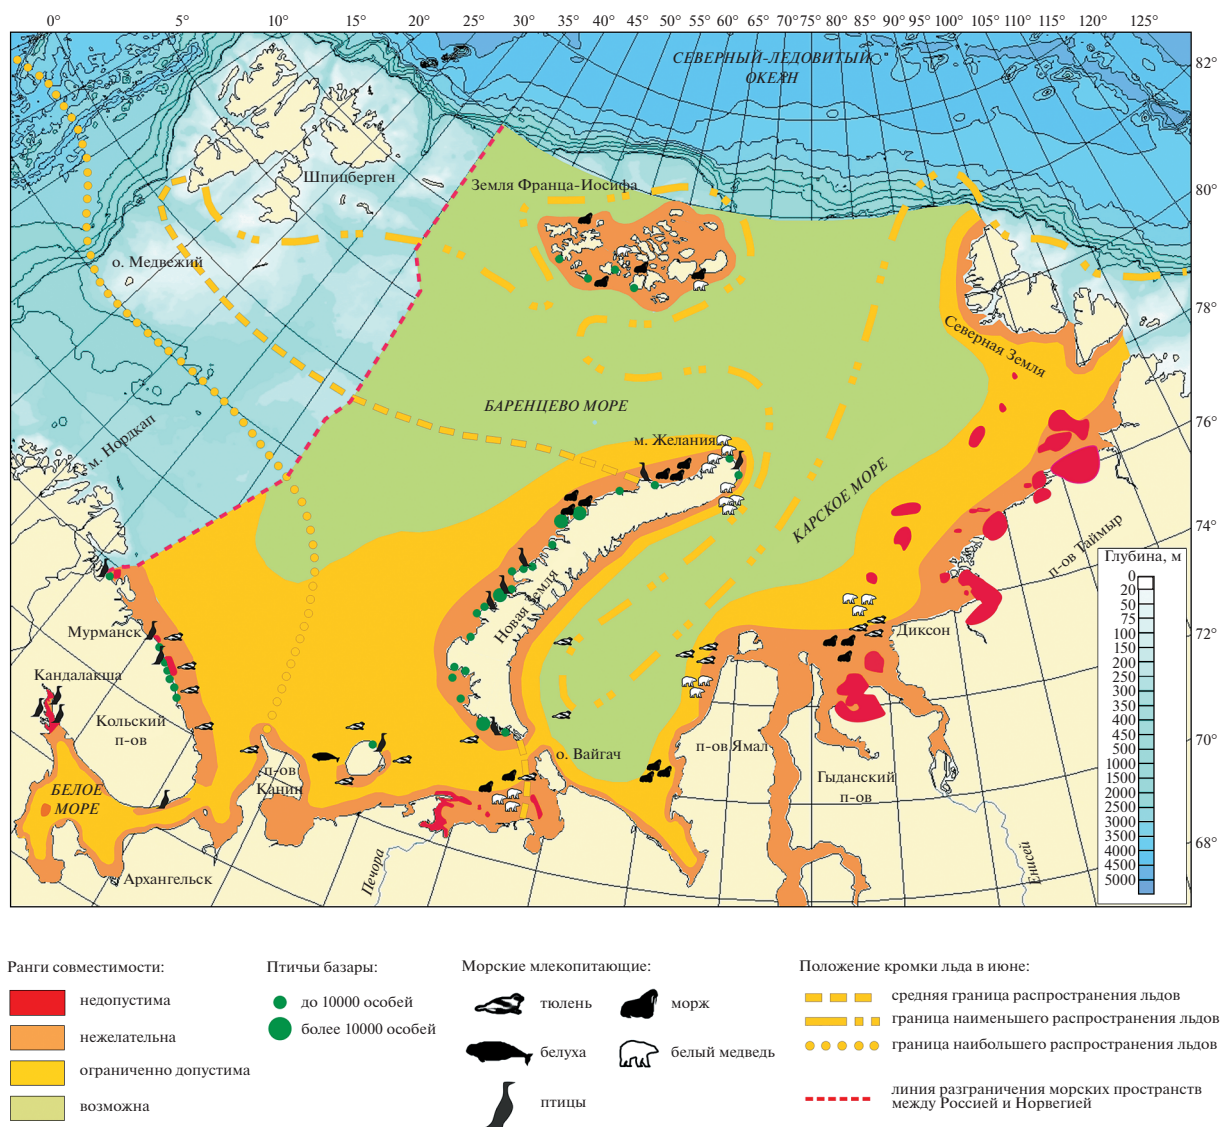 0° 5° 10° 15° 20° 25° 30° 35° 40° 45° 50° 55° 60° 65° 70° 75° 80° 85° 90° 95° 100° 105° 110° 115° 120° 125°
СЕВЕРНЫЙ-ЛЕДОВИТЫЙ
ОКЕАН
82°
Шпицберген
Земля Франца-Иосифа
80°
о. Медвежий
78°
Северная Земля
БАРЕНЦЕВО МОРЕ
76°
м. Нордкап
м. Желания
КАРСКОЕ МОРЕ
74°
п-ов Таймыр
Глубина, м
0
20
50
75
100
150
200
250
300
350
400
450
500
1000
1500
2000
2500
3000
3500
4000
4500
5000
Новая Земля
Мурманск
Диксон
72°
Кандалакша
Кольский
п-ов
о. Вайгач
п-ов Ямал
70°
п-ов
Канин
Гыданский
п-ов
БЕЛОЕ
МОРЕ
68°
Архангельск
Печора
Енисей
Ранги совместимости:
недопустима
нежелательна
ограниченно допустима
возможна
Птичьи базары:
до 10000 особей
более 10000 особей
Морские млекопитающие:
тюлень
морж
белуха
белый медведь
птицы
Положение кромки льда в июне:
средняя граница распространения льдов
граница наименьшего распространения льдов
граница наибольшего распространения льдов
линия разграничения морских пространств
между Россией и Норвегией